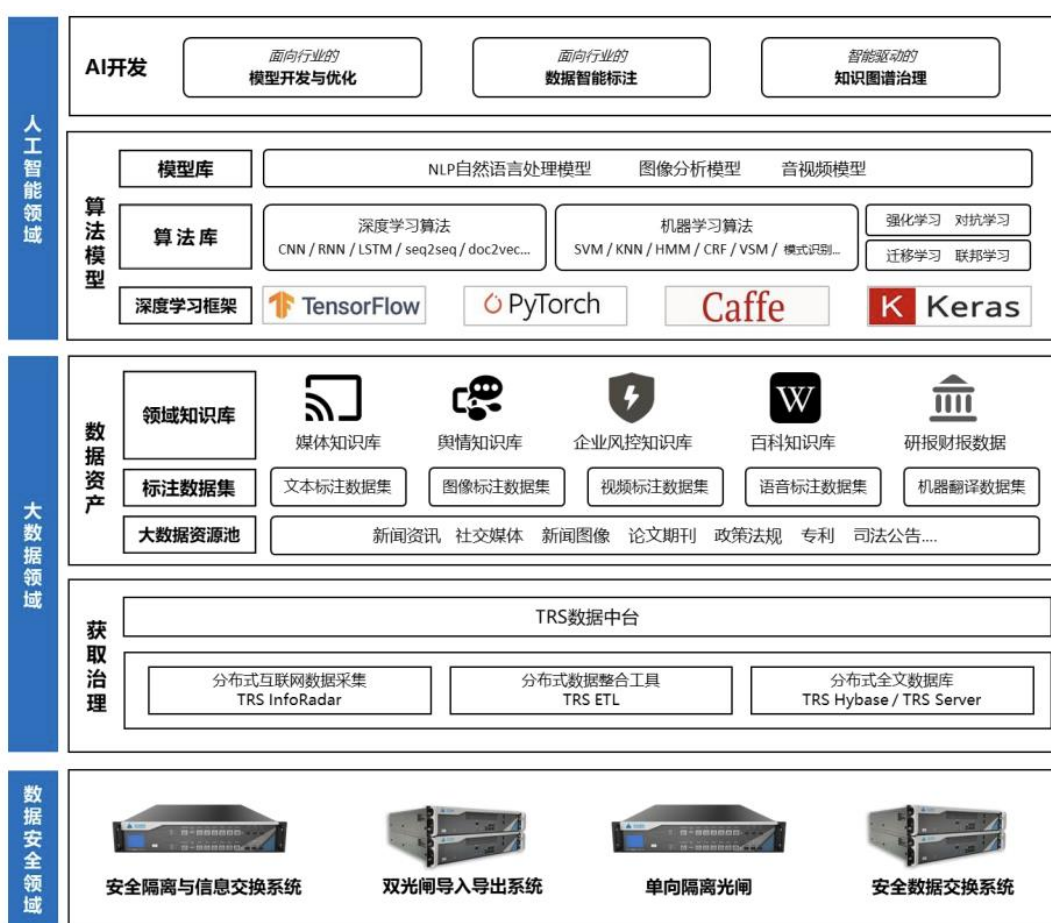 人工智能领域
AI开发
面向行业的
模型开发与优化
面向行业的
数据智能标注
智能驱动的
知识图谱治理
算法模型
模型库
NLP自然语言处理模型 图像分析模型 音视频模型
算法库
深度学习算法
CNN / RNN / LSTM / seq2seq / doc2vec...
机器学习算法
SVM / KNN / HMM / CRF / VSM / 模式识别...
强化学习 对抗学习
迁移学习 联邦学习
深度学习框架
TensorFlow
PyTorch
Caffe
K Keras
大数据领域
数据资产
领域知识库
W
媒体知识库
舆情知识库
企业风控知识库
百科知识库
研报财报数据
标注数据集
文本标注数据集
图像标注数据集
视频标注数据集
语音标注数据集
机器翻译数据集
大数据资源池
新闻资讯 社交媒体 新闻图像 论文期刊 政策法规 专利 司法公告....
获取治理
TRS数据中台
分布式互联网数据采集
TRS InfoRadar
分布式数据整合工具
TRS ETL
分布式全文数据库
TRS Hybase / TRS Server
数据安全领域
安全隔离与信息交换系统
双光闸导入导出系统
单向隔离光闸
安全数据交换系统